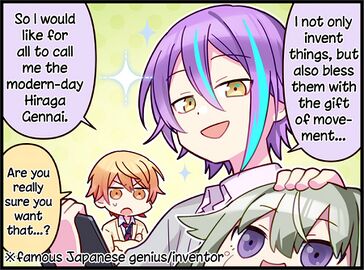 I not only
invent
things, but
also bless
them with
the gift
of move-
ment...
So I would
like for
all to call
me the
modern-day
Hiraga
Gennai.
Are you
really
sure you
want
that...?
※famous Japanese genius/inventor